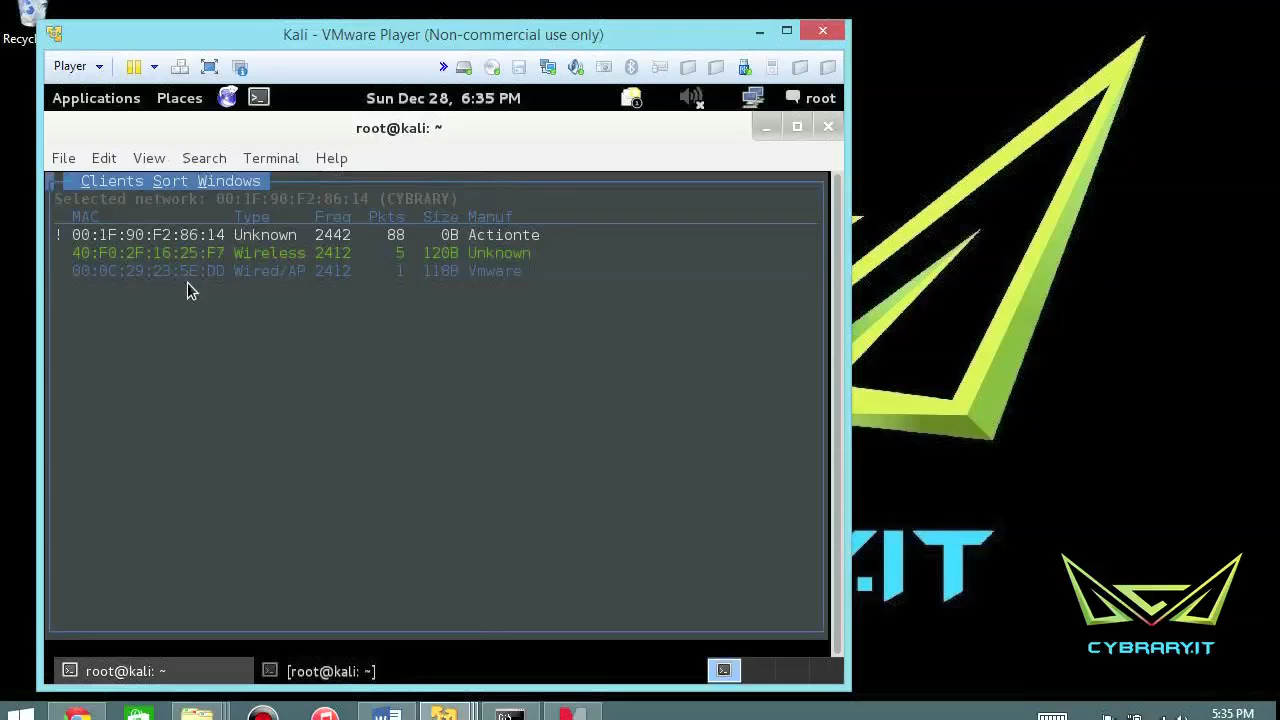 Recyc
Kali - VMware Player (Non-commercial use only)
Player
Applications Places Sun Dec 28, 6:35 PM root
root@kali: ~
File Edit View Search Terminal Help
Clients Sort Windows
Selected network: 00:1F:90:F2:86:14 (CYBRARY)
MAC Type Freq Pkts Size Manuf
! 00:1F:90:F2:86:14 Unknown 2442 88 0B Actionte
40:F0:2F:16:25:F7 Wireless 2412 5 120B Unknown
00:0C:29:23:5E:DD Wired/AP 2412 1 118B Vmware
.IT
CYBRARY.IT
root@kali: ~ [root@kali: ~]
5:35 PM